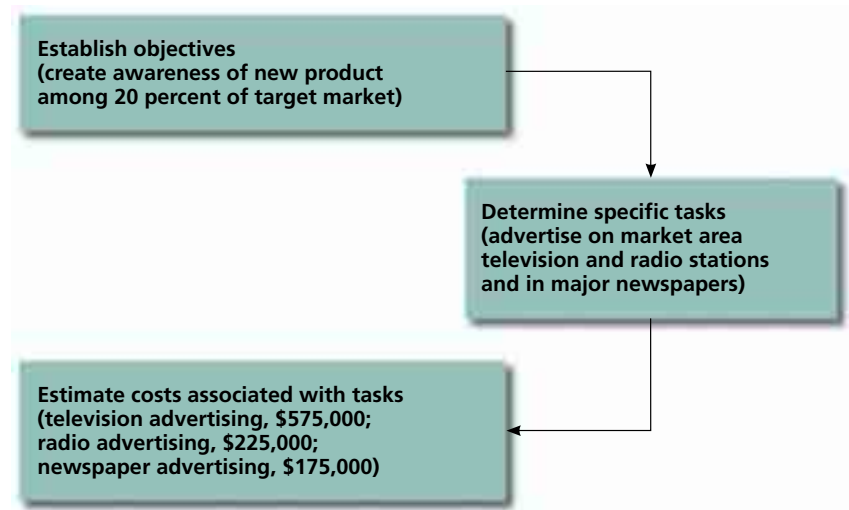 Establish objectives
(create awareness of new product
among 20 percent of target market)
Determine specific tasks
(advertise on market area
television and radio stations
and in major newspapers)
Estimate costs associated with tasks
(television advertising, $575,000;
radio advertising, $225,000;
newspaper advertising, $175,000)